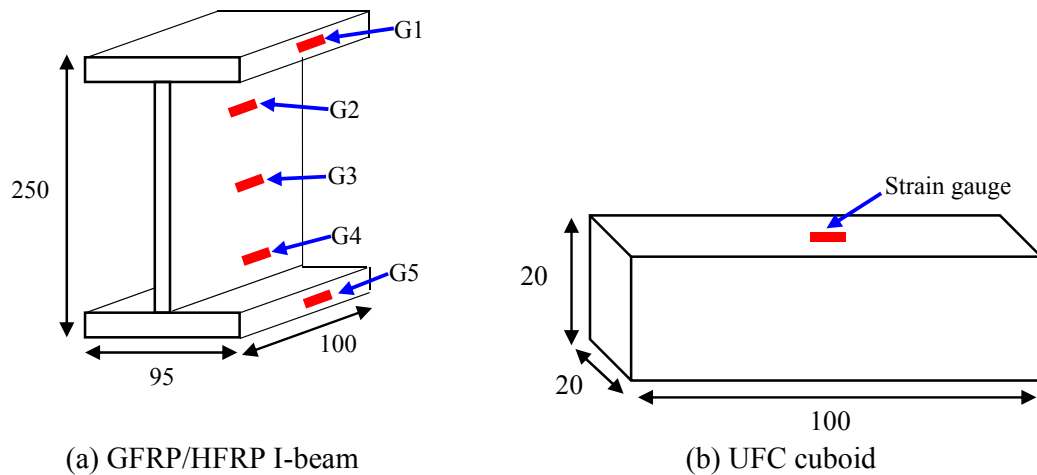 G1
G2
G3
250
G4
G5
100
95
(a) GFRP/HFRP I-beam
Strain gauge
20
20
100
(b) UFC cuboid